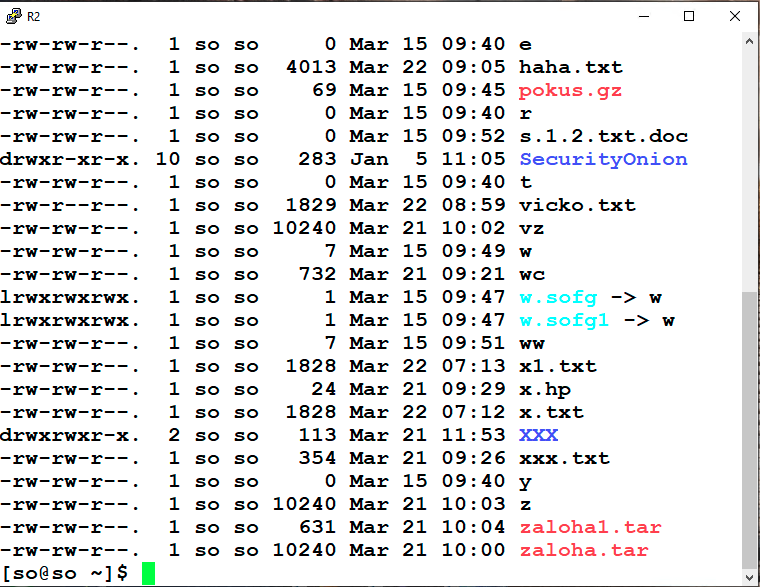 R2
-rw-rw-r--.  1 so so     0 Mar 15 09:40 e
-rw-rw-r--.  1 so so  4013 Mar 22 09:05 haha.txt
-rw-rw-r--.  1 so so    69 Mar 15 09:45 pokus.gz
-rw-rw-r--.  1 so so     0 Mar 15 09:40 r
-rw-rw-r--.  1 so so     0 Mar 15 09:52 s.1.2.txt.doc
drwxr-xr-x. 10 so so   283 Jan  5 11:05 SecurityOnion
-rw-rw-r--.  1 so so     0 Mar 15 09:40 t
-rw-r--r--.  1 so so  1829 Mar 22 08:59 vicko.txt
-rw-rw-r--.  1 so so 10240 Mar 21 10:02 vz
-rw-rw-r--.  1 so so     7 Mar 15 09:49 w
-rw-rw-r--.  1 so so   732 Mar 21 09:21 wc
lrwxrwxrwx.  1 so so     1 Mar 15 09:47 w.sofg -> w
lrwxrwxrwx.  1 so so     1 Mar 15 09:47 w.sofg1 -> w
-rw-rw-r--.  1 so so     7 Mar 15 09:51 ww
-rw-rw-r--.  1 so so  1828 Mar 22 07:13 x1.txt
-rw-rw-r--.  1 so so    24 Mar 21 09:29 x.hp
-rw-rw-r--.  1 so so  1828 Mar 22 07:12 x.txt
drwxrwxr-x.  2 so so   113 Mar 21 11:53 XXX
-rw-rw-r--.  1 so so   354 Mar 21 09:26 xxx.txt
-rw-rw-r--.  1 so so     0 Mar 15 09:40 y
-rw-rw-r--.  1 so so 10240 Mar 21 10:03 z
-rw-rw-r--.  1 so so   631 Mar 21 10:04 zaloha1.tar
-rw-rw-r--.  1 so so 10240 Mar 21 10:00 zaloha.tar
[so@so ~]$